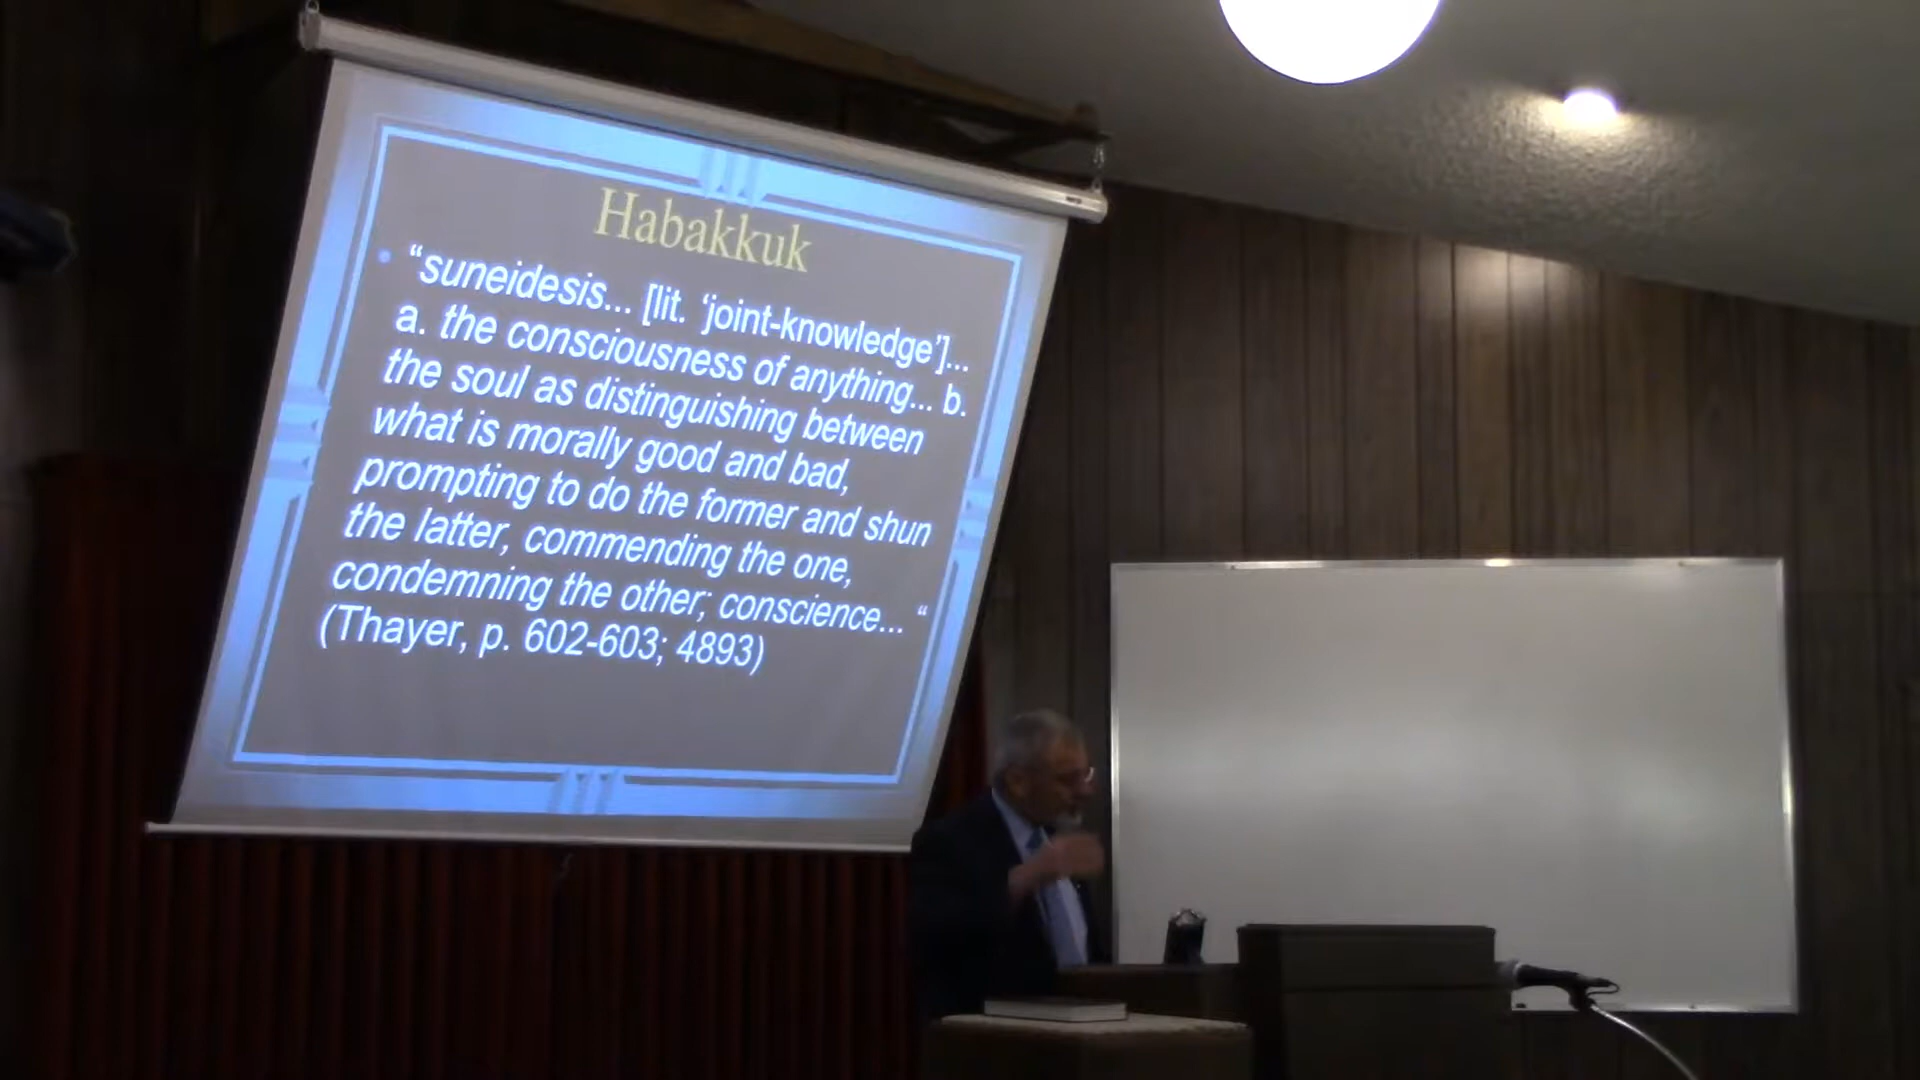 Habakkuk
• “suneidesis... [lit. ‘joint-knowledge’]...
a. the consciousness of anything... b.
the soul as distinguishing between
what is morally good and bad,
prompting to do the former and shun
the latter, commending the one,
condemning the other; conscience... “
(Thayer, p. 602-603; 4893)